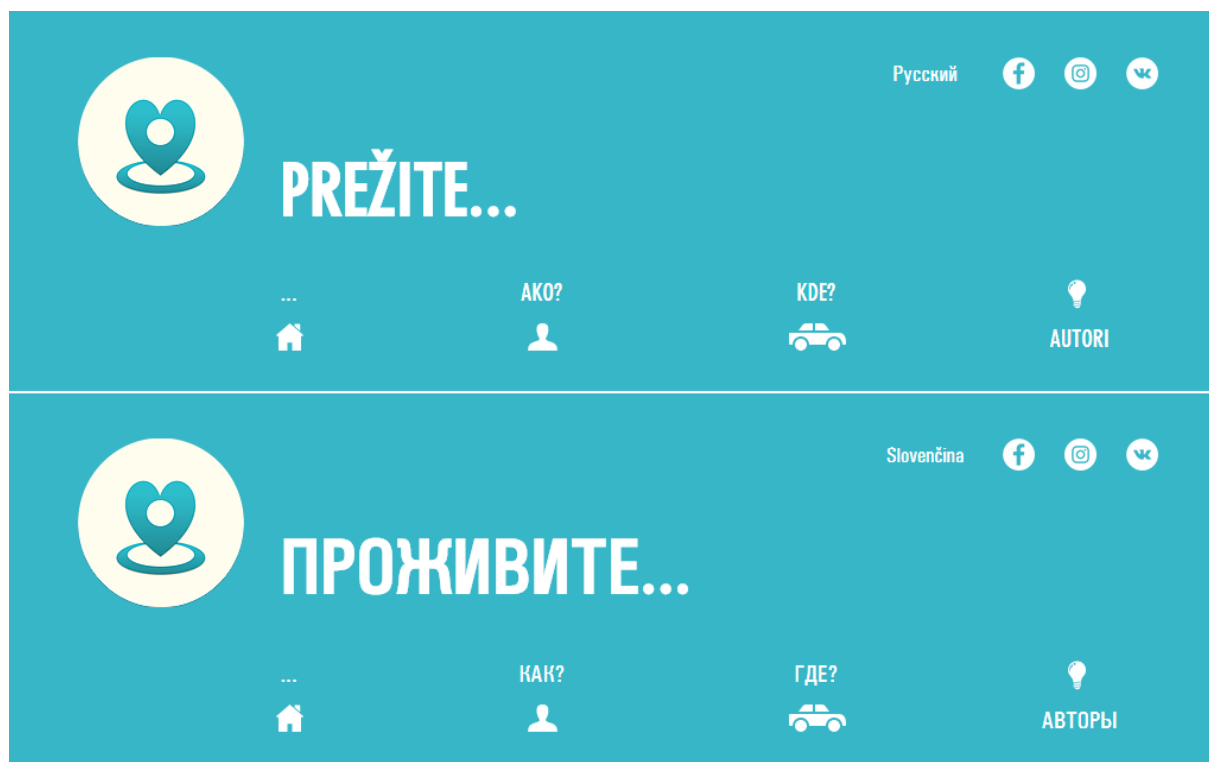 Русский
PREŽITE...
... AKO? KDE?
AUTORI
Slovenčina
ПРОЖИВИТЕ...
... КАК? ГДЕ?
АВТОРЫ